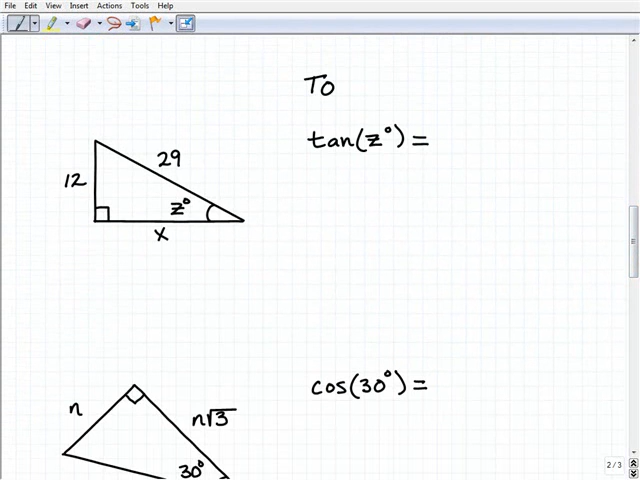 File Edit View Insert Actions Tools Help
TO
tan(z°) =
12
29
z°
x
cos(30°) =
n
n√3
30°
2 / 3